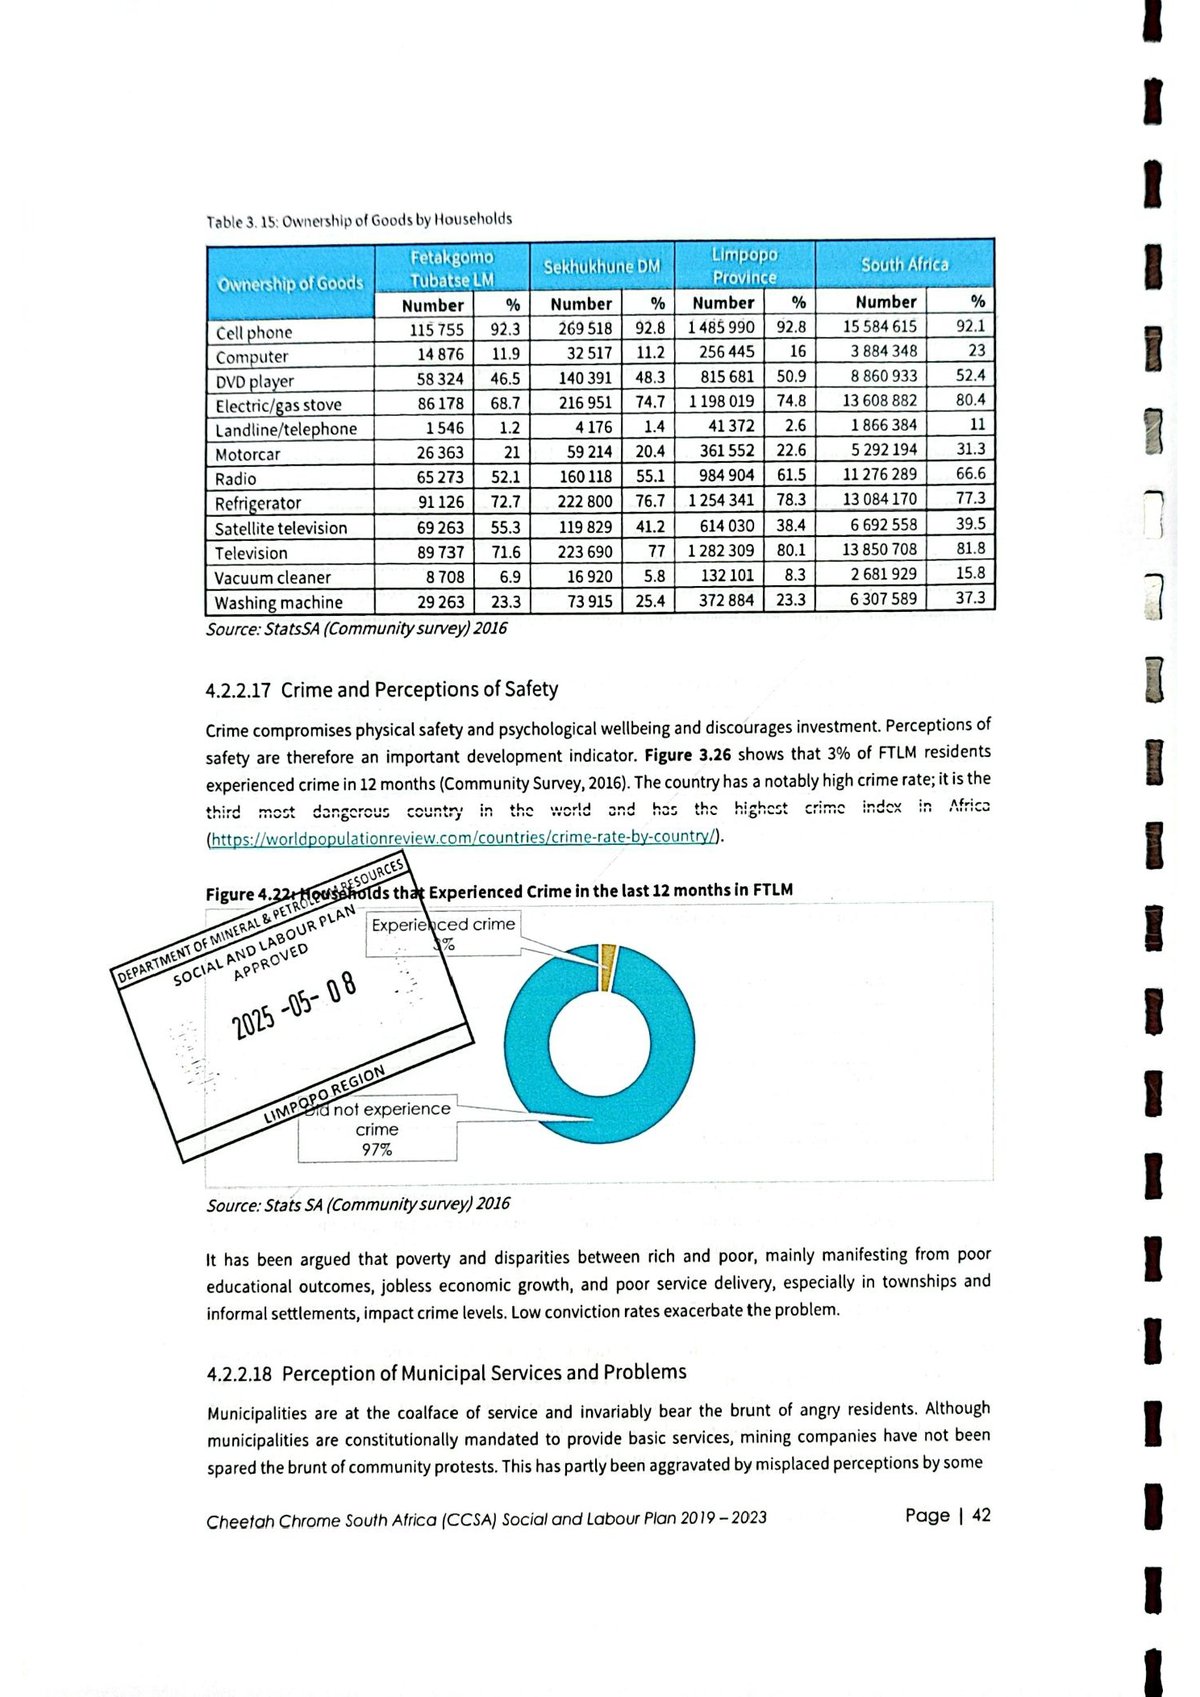 Table 3. 15: Ownership of Goods by Households
Ownership of Goods Fetakgomo Tubatse LM Sekhukhune DM Limpopo Province South Africa
Number % Number % Number % Number %
Cell phone 115 755 92.3 269 518 92.8 1 485 990 92.8 15 584 615 92.1
Computer 14 876 11.9 32 517 11.2 256 445 16 3 884 348 23
DVD player 58 324 46.5 140 391 48.3 815 681 50.9 8 860 933 52.4
Electric/gas stove 86 178 68.7 216 951 74.7 1 198 019 74.8 13 608 882 80.4
Landline/telephone 1 546 1.2 4 176 1.4 41 372 2.6 1 866 384 11
Motorcar 26 363 21 59 214 20.4 361 552 22.6 5 292 194 31.3
Radio 65 273 52.1 160 118 55.1 984 904 61.5 11 276 289 66.6
Refrigerator 91 126 72.7 222 800 76.7 1 254 341 78.3 13 084 170 77.3
Satellite television 69 263 55.3 119 829 41.2 614 030 38.4 6 692 558 39.5
Television 89 737 71.6 223 690 77 1 282 309 80.1 13 850 708 81.8
Vacuum cleaner 8 708 6.9 16 920 5.8 132 101 8.3 2 681 929 15.8
Washing machine 29 263 23.3 73 915 25.4 372 884 23.3 6 307 589 37.3
Source: StatsSA (Community survey) 2016
4.2.2.17 Crime and Perceptions of Safety
Crime compromises physical safety and psychological wellbeing and discourages investment. Perceptions of
safety are therefore an important development indicator. Figure 3.26 shows that 3% of FTLM residents
experienced crime in 12 months (Community Survey, 2016). The country has a notably high crime rate; it is the
third most dangerous country in the world and has the highest crime index in Africa
(https://worldpopulationreview.com/countries/crime-rate-by-country/).
Figure 4.22: Households that Experienced Crime in the last 12 months in FTLM
DEPARTMENT OF MINERAL & PETROLEUM RESOURCES
SOCIAL AND LABOUR PLAN
APPROVED
2025 -05- 08
LIMPOPO REGION
Experienced crime
3%
Did not experience
crime
97%
Source: Stats SA (Community survey) 2016
It has been argued that poverty and disparities between rich and poor, mainly manifesting from poor
educational outcomes, jobless economic growth, and poor service delivery, especially in townships and
informal settlements, impact crime levels. Low conviction rates exacerbate the problem.
4.2.2.18 Perception of Municipal Services and Problems
Municipalities are at the coalface of service and invariably bear the brunt of angry residents. Although
municipalities are constitutionally mandated to provide basic services, mining companies have not been
spared the brunt of community protests. This has partly been aggravated by misplaced perceptions by some
Cheetah Chrome South Africa (CCSA) Social and Labour Plan 2019 – 2023 Page | 42